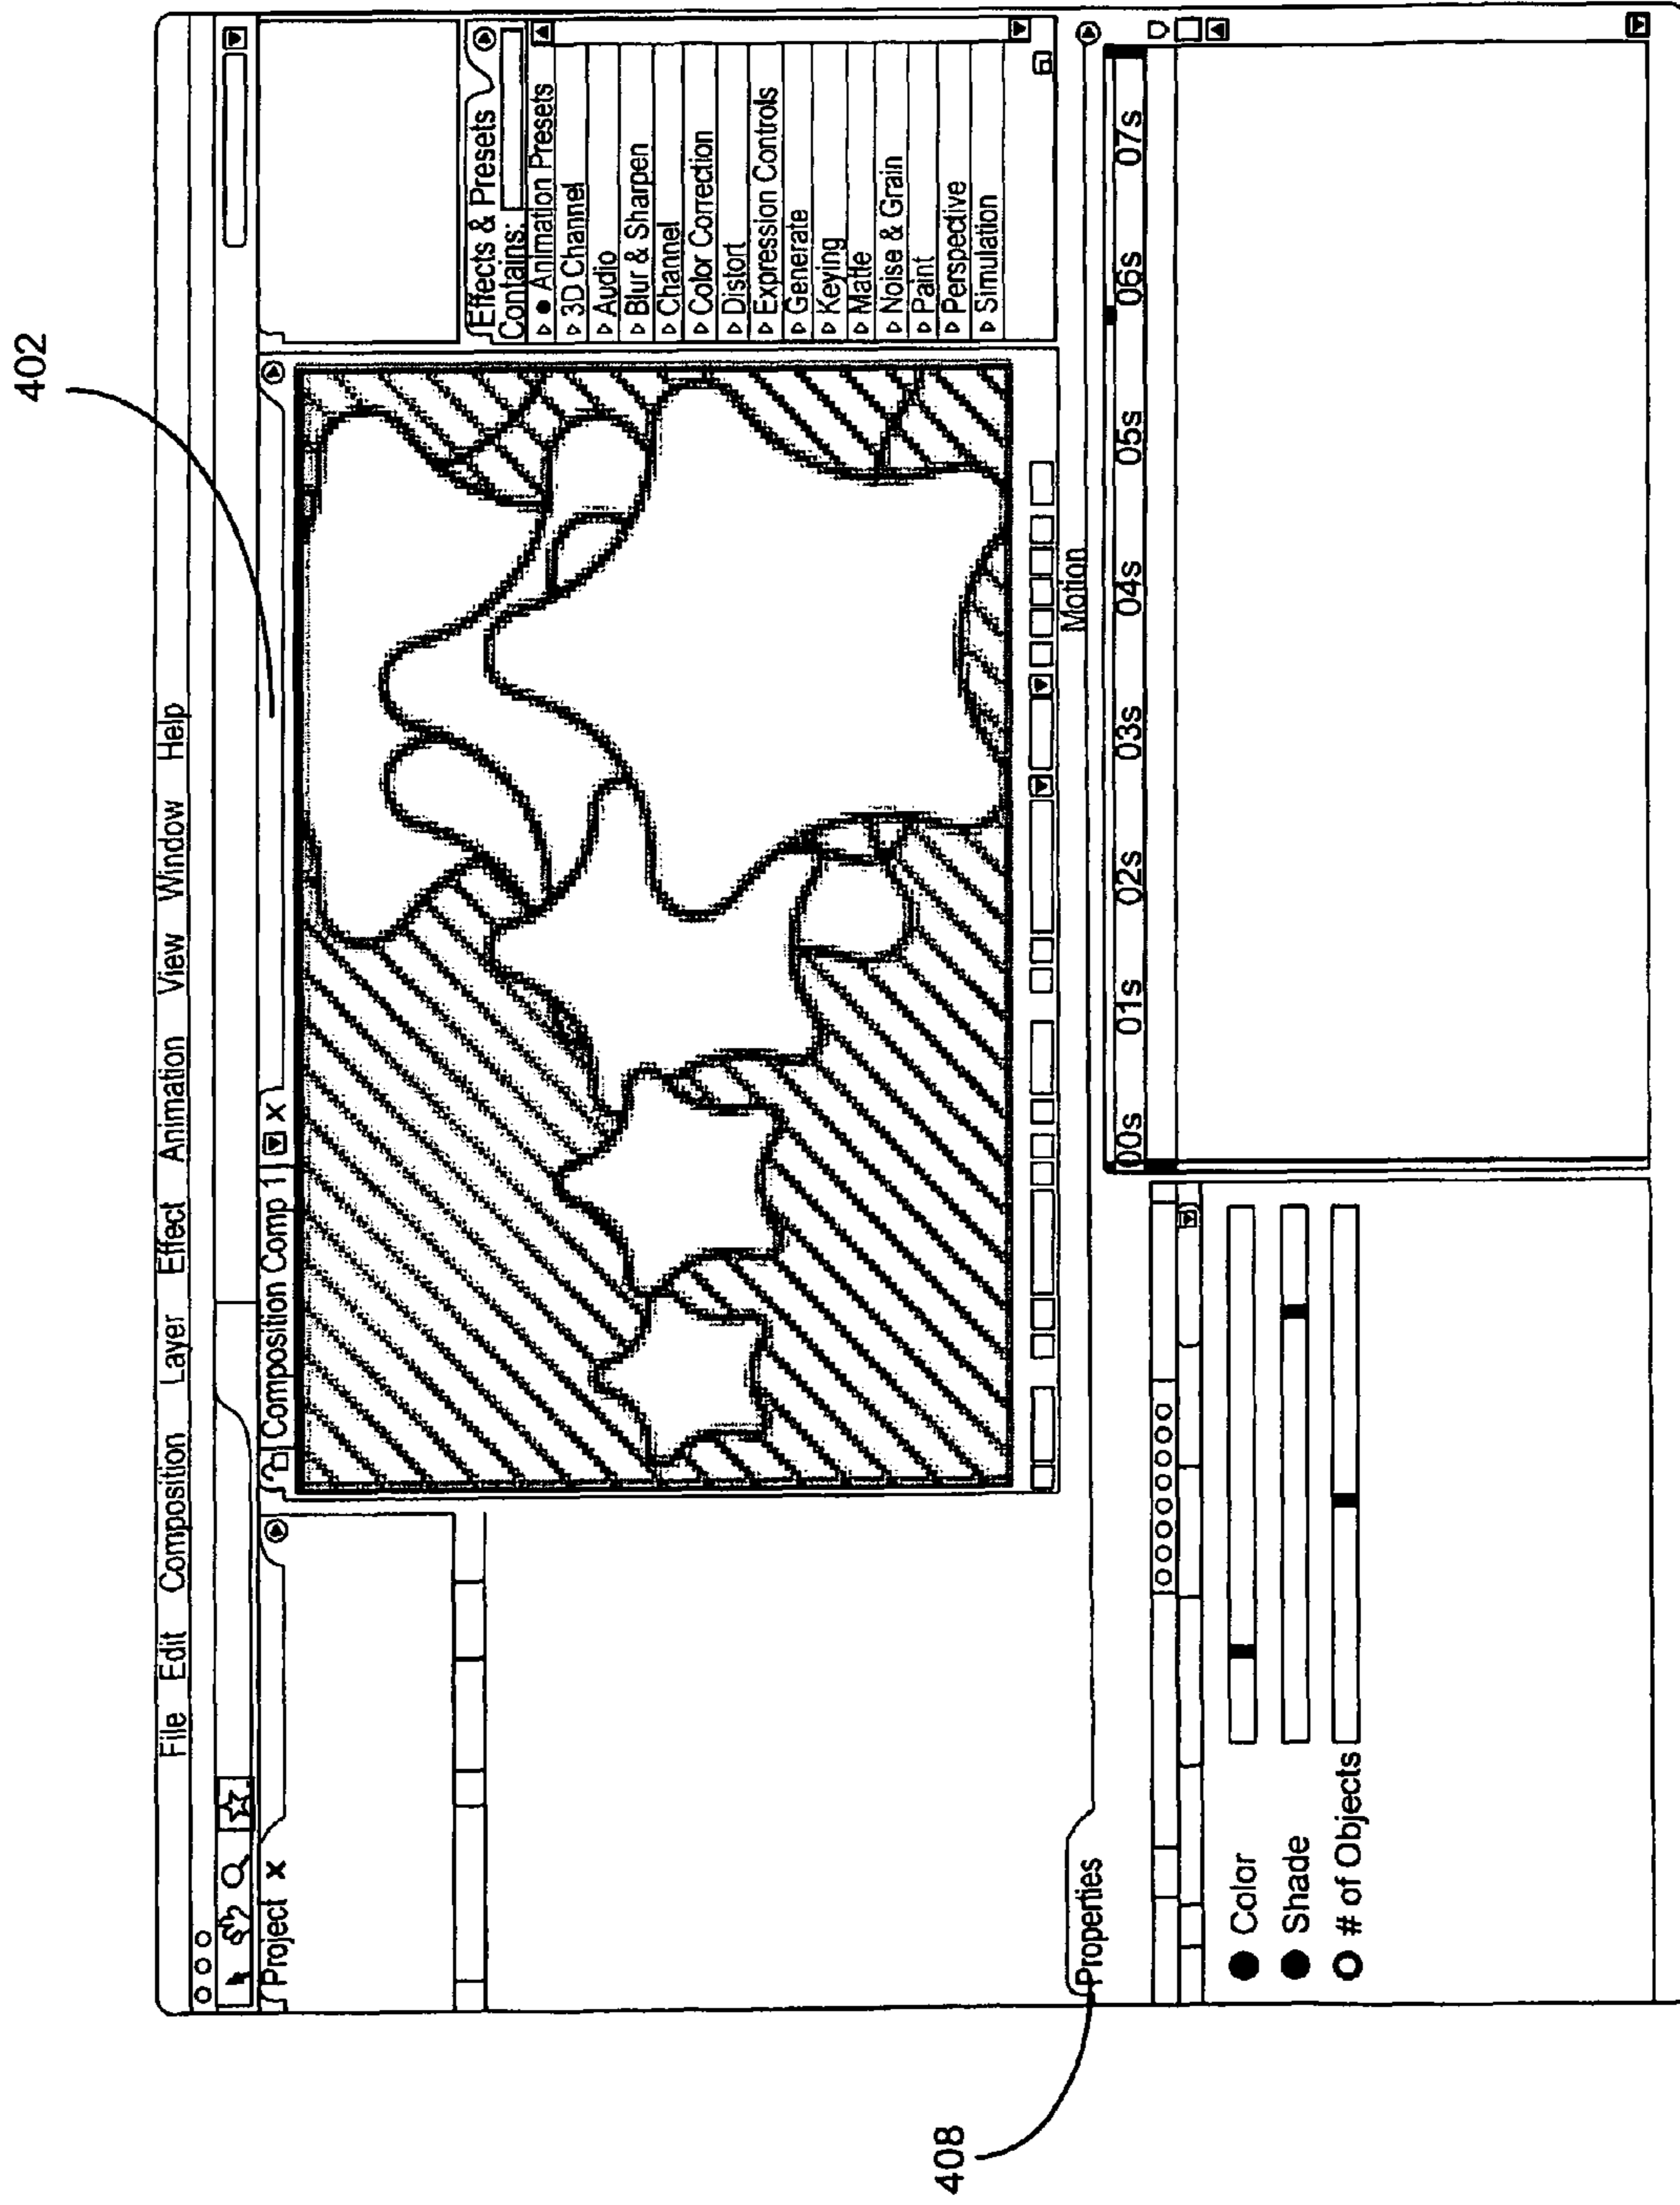 402
File Edit Composition Layer Effect Animation View Window Help
Project X
Composition Comp 1 X
Effects & Presets
Contains:
Animation Presets
3D Channel
Audio
Blur & Sharpen
Channel
Color Correction
Distort
Expression Controls
Generate
Keying
Matte
Noise & Grain
Paint
Perspective
Simulation
408
Properties
Motion
00s 01s 02s 03s 04s 05s 06s 07s
Color
Shade
# of Objects